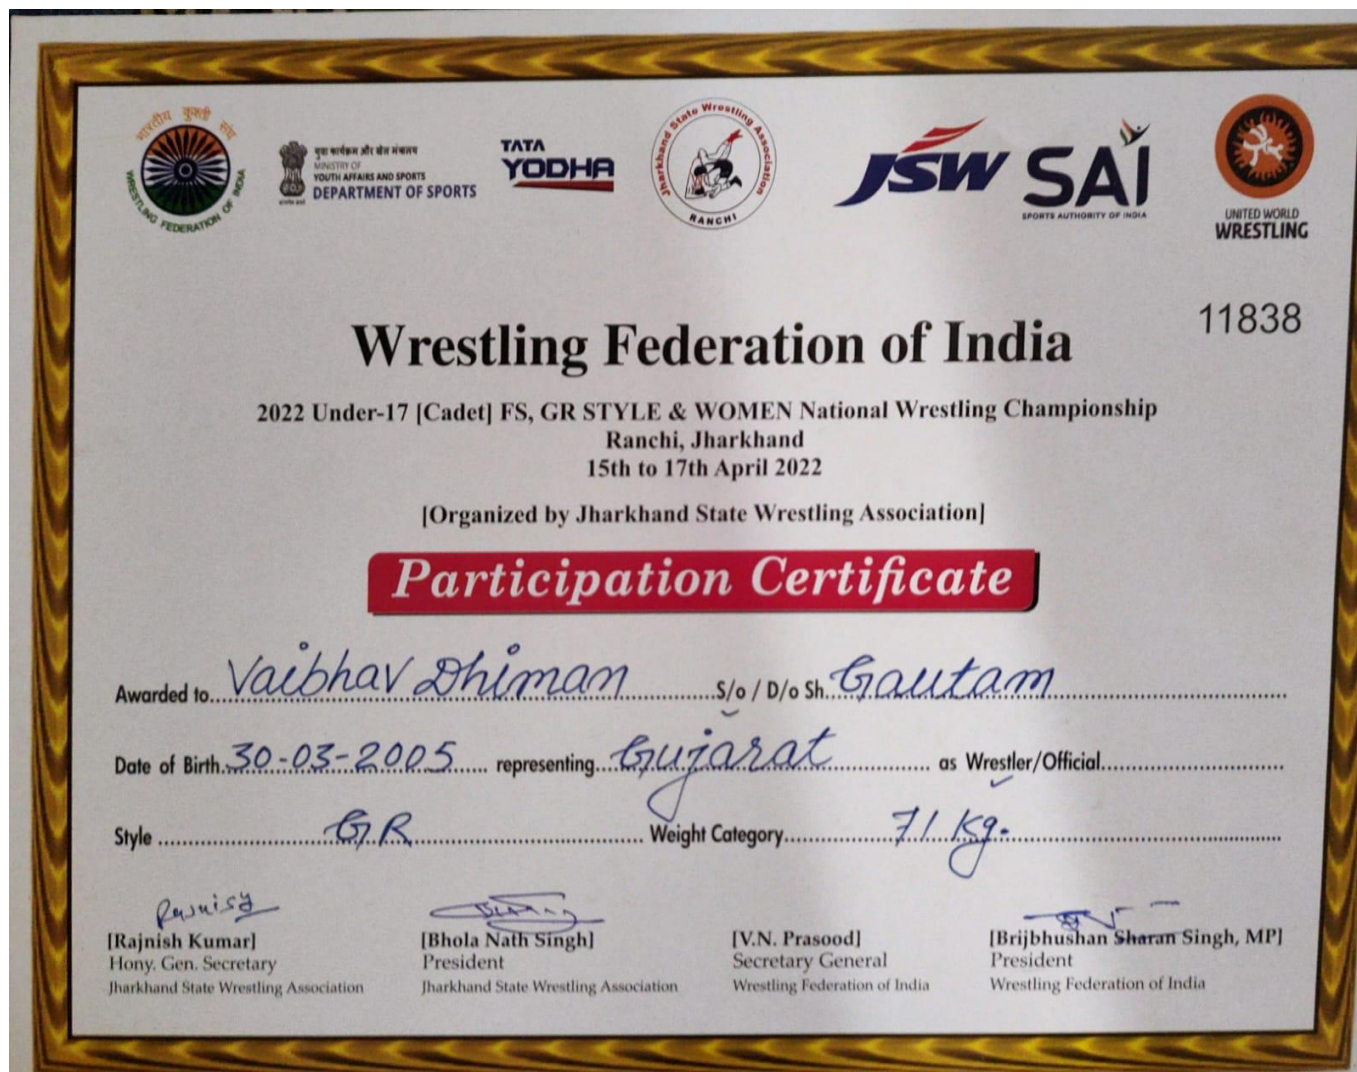 भारतीय कुश्ती संघ
WRESTLING FEDERATION OF INDIA
युवा कार्यक्रम और खेल मंत्रालय
MINISTRY OF
YOUTH AFFAIRS AND SPORTS
DEPARTMENT OF SPORTS
TATA
YODHA
Jharkhand State Wrestling Association
RANCHI
JSW
SAI
SPORTS AUTHORITY OF INDIA
UNITED WORLD
WRESTLING
11838
Wrestling Federation of India
2022 Under-17 [Cadet] FS, GR STYLE & WOMEN National Wrestling Championship
Ranchi, Jharkhand
15th to 17th April 2022
[Organized by Jharkhand State Wrestling Association]
Participation Certificate
Awarded to Vaibhav Dhiman S/o / D/o Sh. Gautam
Date of Birth 30-03-2005 representing Gujarat as Wrestler/Official
Style GR Weight Category 71 Kg.
[Rajnish Kumar] [Bhola Nath Singh] [V.N. Prasood] [Brijbhushan Sharan Singh, MP]
Hony. Gen. Secretary President Secretary General President
Jharkhand State Wrestling Association Jharkhand State Wrestling Association Wrestling Federation of India Wrestling Federation of India